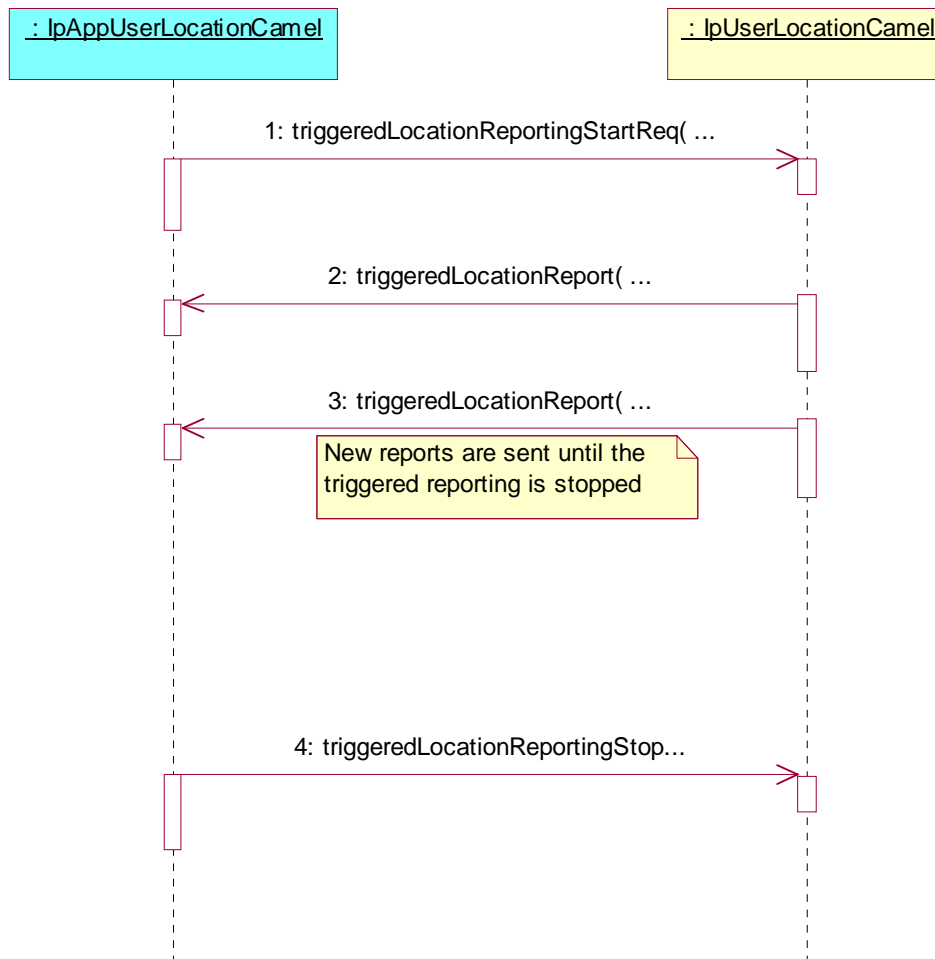 : IpAppUserLocationCamel
: IpUserLocationCamel
1: triggeredLocationReportingStartReq( ...
2: triggeredLocationReport( ...
3: triggeredLocationReport( ...
New reports are sent until the
triggered reporting is stopped
4: triggeredLocationReportingStop...